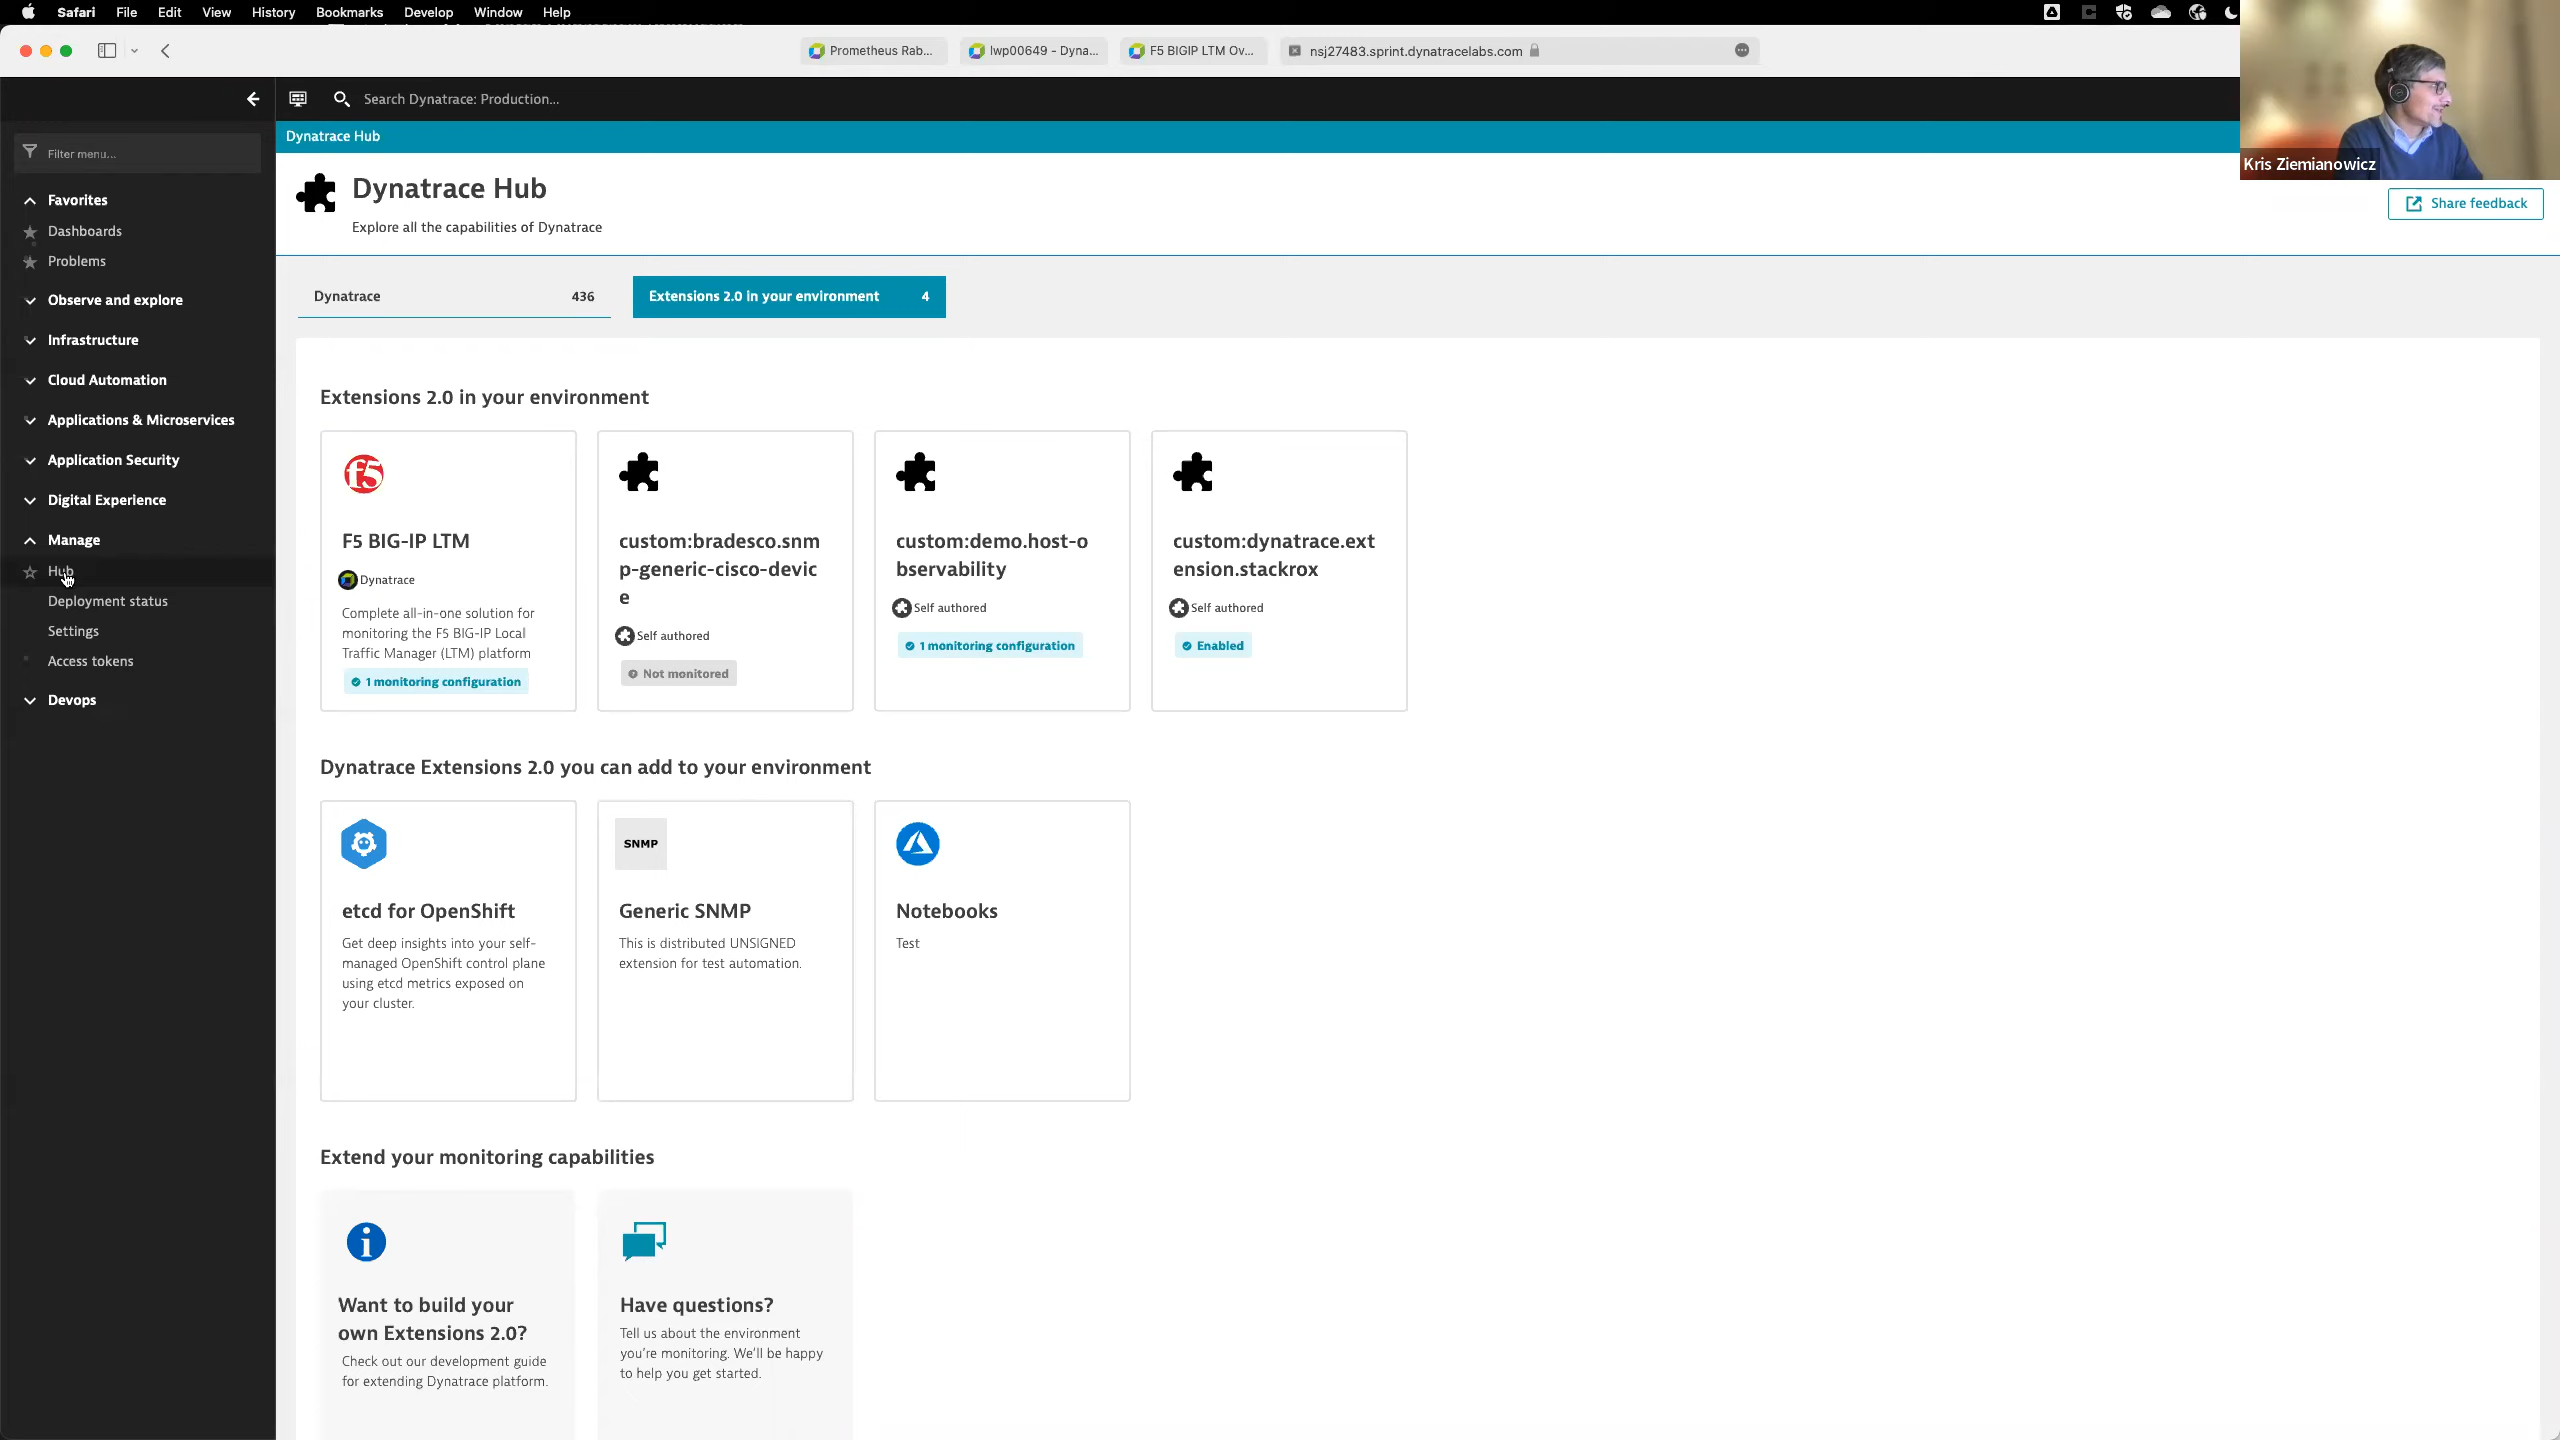 Safari File Edit View History Bookmarks Develop Window Help
Prometheus Rab...
lwp00649 - Dyna...
F5 BIGIP LTM Ov...
nsj27483.sprint.dynatracelabs.com
Search Dynatrace: Production...
Dynatrace Hub
Kris Ziemianowicz
Filter menu...
Favorites
Dashboards
Problems
Observe and explore
Infrastructure
Cloud Automation
Applications & Microservices
Application Security
Digital Experience
Manage
Hub
Deployment status
Settings
Access tokens
Devops
Dynatrace Hub
Explore all the capabilities of Dynatrace
Share feedback
Dynatrace 436
Extensions 2.0 in your environment 4
Extensions 2.0 in your environment
f5
F5 BIG-IP LTM
Dynatrace
Complete all-in-one solution for
monitoring the F5 BIG-IP Local
Traffic Manager (LTM) platform
1 monitoring configuration
custom:bradesco.snm
p-generic-cisco-devic
e
Self authored
Not monitored
custom:demo.host-o
bservability
Self authored
1 monitoring configuration
custom:dynatrace.ext
ension.stackrox
Self authored
Enabled
Dynatrace Extensions 2.0 you can add to your environment
etcd for OpenShift
Get deep insights into your self-
managed OpenShift control plane
using etcd metrics exposed on
your cluster.
SNMP
Generic SNMP
This is distributed UNSIGNED
extension for test automation.
Notebooks
Test
Extend your monitoring capabilities
Want to build your
own Extensions 2.0?
Check out our development guide
for extending Dynatrace platform.
Have questions?
Tell us about the environment
you're monitoring. We'll be happy
to help you get started.